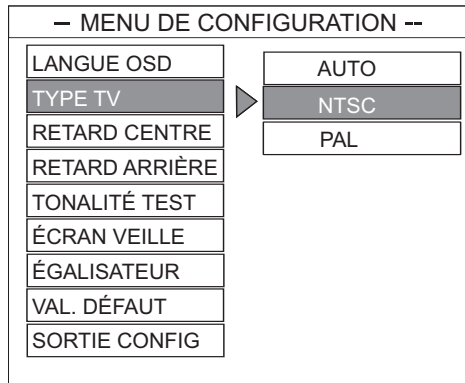 – MENU DE CONFIGURATION --
LANGUE OSD
TYPE TV
RETARD CENTRE
RETARD ARRIÈRE
TONALITÉ TEST
ÉCRAN VEILLE
ÉGALISATEUR
VAL. DÉFAUT
SORTIE CONFIG
AUTO
NTSC
PAL